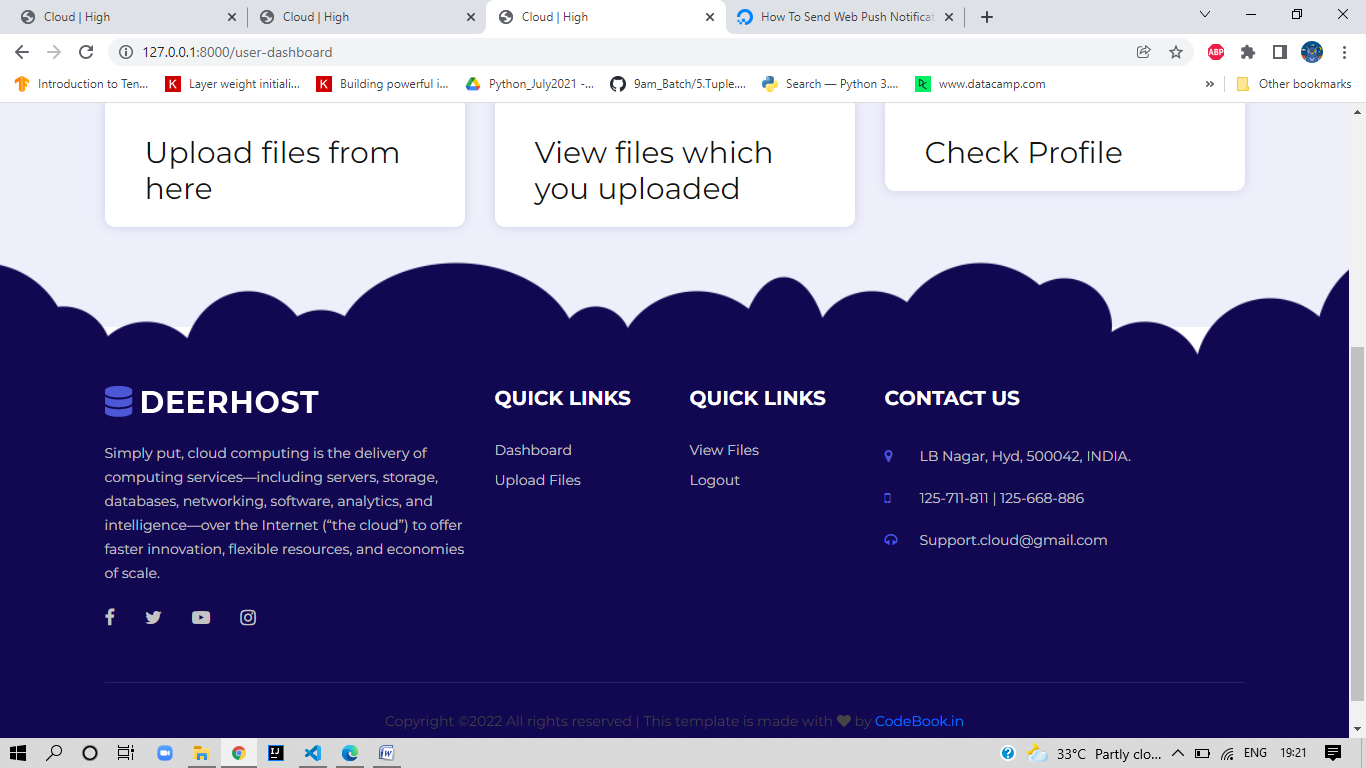 Cloud | High
Cloud | High
Cloud | High
How To Send Web Push Notificat
127.0.0.1:8000/user-dashboard
ABP
Introduction to Ten...
K
Layer weight initiali...
K
Building powerful i...
Python_July2021 -...
9am_Batch/5.Tuple....
Search — Python 3....
www.datacamp.com
»
Other bookmarks
Upload files from
here
View files which
you uploaded
Check Profile
DEERHOST
Simply put, cloud computing is the delivery of
computing services—including servers, storage,
databases, networking, software, analytics, and
intelligence—over the Internet (“the cloud”) to offer
faster innovation, flexible resources, and economies
of scale.
QUICK LINKS
Dashboard
Upload Files
QUICK LINKS
View Files
Logout
CONTACT US
LB Nagar, Hyd, 500042, INDIA.
125-711-811 | 125-668-886
Support.cloud@gmail.com
Copyright ©2022 All rights reserved | This template is made with ♥ by CodeBook.in
33°C Partly clo...
ENG
19:21